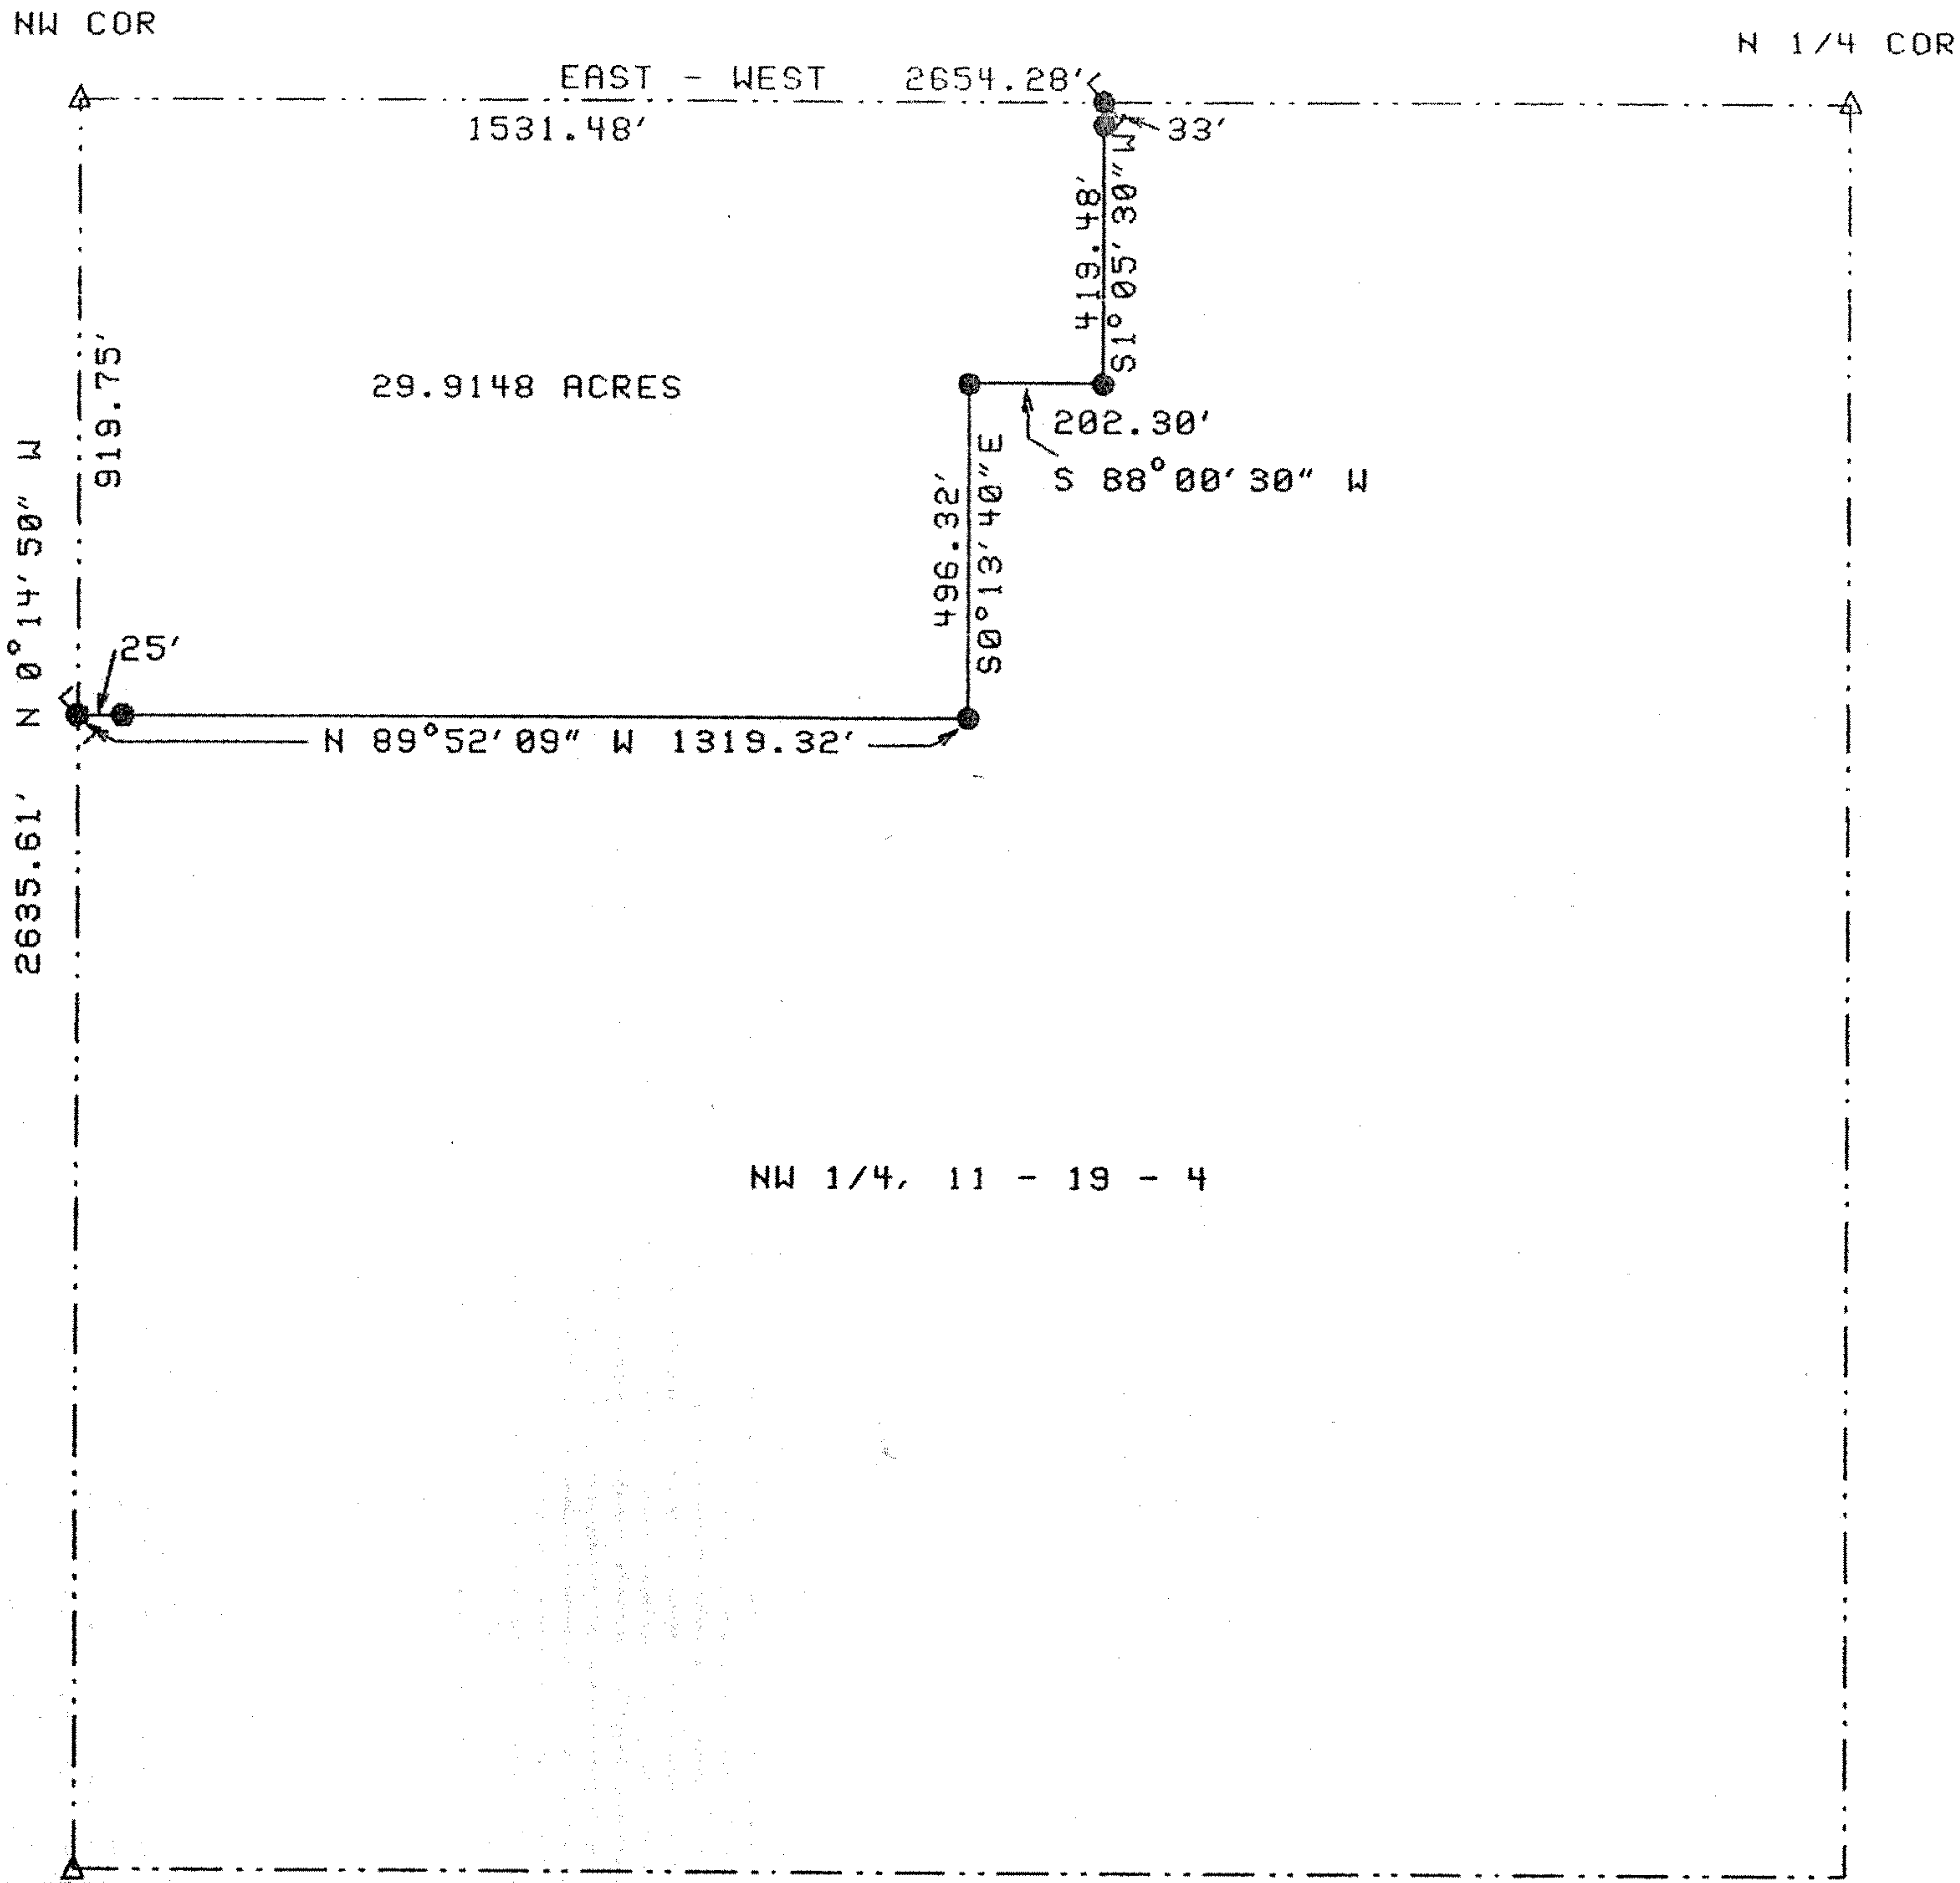 NW COR
N 1/4 COR
EAST - WEST 2654.28'
1531.48'
33'
419.48'
S1°05'30"W
919.75'
29.9148 ACRES
202.30'
S 88°00'30" W
496.32'
S0°13'40"E
N 0°14'50" W
25'
N 89°52'09" W 1319.32'
2635.61'
NW 1/4, 11 - 19 - 4